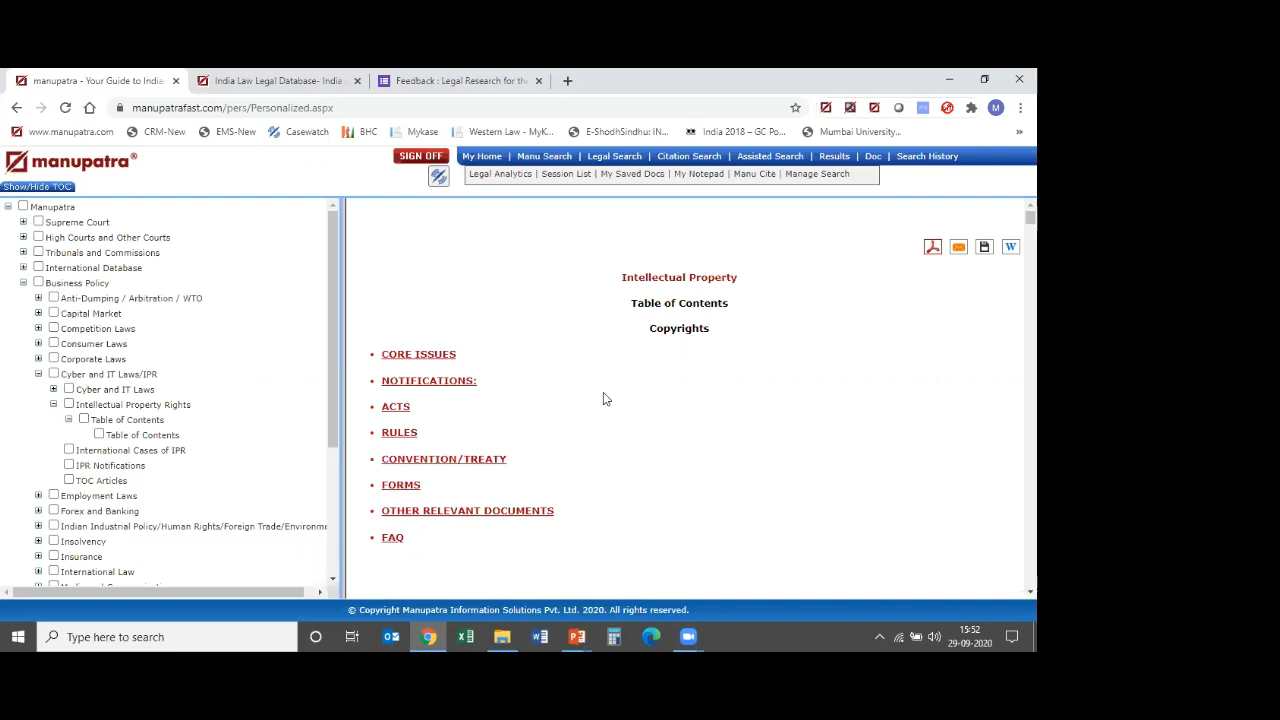 manupatra - Your Guide to India
India Law Legal Database- India
Feedback : Legal Research for the
manupatrafast.com/pers/Personalized.aspx
M
www.manupatra.com
CRM-New
EMS-New
Casewatch
BHC
Mykase
Western Law - MyK...
E-ShodhSindhu: IN...
India 2018 – GC Po...
Mumbai University...
»
manupatra®
SIGN OFF
My Home | Manu Search | Legal Search | Citation Search | Assisted Search | Results | Doc | Search History
Legal Analytics | Session List | My Saved Docs | My Notepad | Manu Cite | Manage Search
Show/Hide TOC
Manupatra
Supreme Court
High Courts and Other Courts
Tribunals and Commissions
International Database
Business Policy
Anti-Dumping / Arbitration / WTO
Capital Market
Competition Laws
Consumer Laws
Corporate Laws
Cyber and IT Laws/IPR
Cyber and IT Laws
Intellectual Property Rights
Table of Contents
Table of Contents
International Cases of IPR
IPR Notifications
TOC Articles
Employment Laws
Forex and Banking
Indian Industrial Policy/Human Rights/Foreign Trade/Environme
Insolvency
Insurance
International Law
Intellectual Property
Table of Contents
Copyrights
• CORE ISSUES
• NOTIFICATIONS:
• ACTS
• RULES
• CONVENTION/TREATY
• FORMS
• OTHER RELEVANT DOCUMENTS
• FAQ
© Copyright Manupatra Information Solutions Pvt. Ltd. 2020. All rights reserved.
Type here to search
15:52
29-09-2020